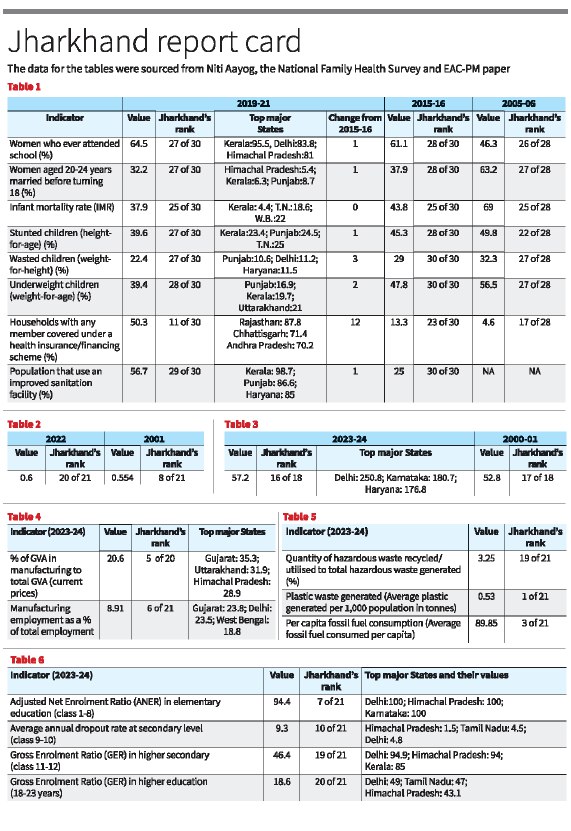 Jharkhand report card
The data for the tables were sourced from Niti Aayog, the National Family Health Survey and EAC-PM paper
Table 1
2019-21 2015-16 2005-06
Indicator Value Jharkhand's rank Top major States Change from 2015-16 Value Jharkhand's rank Value Jharkhand's rank
Women who ever attended school (%) 64.5 27 of 30 Kerala:95.5, Delhi:83.8; Himachal Pradesh:81 1 61.1 28 of 30 46.3 26 of 28
Women aged 20-24 years married before turning 18 (%) 32.2 27 of 30 Himachal Pradesh:5.4; Kerala:6.3; Punjab:8.7 1 37.9 28 of 30 63.2 27 of 28
Infant mortality rate (IMR) 37.9 25 of 30 Kerala: 4.4; T.N.:18.6; W.B.:22 0 43.8 25 of 30 69 25 of 28
Stunted children (height-for-age) (%) 39.6 27 of 30 Kerala:23.4; Punjab:24.5; T.N.:25 1 45.3 28 of 30 49.8 22 of 28
Wasted children (weight-for-height) (%) 22.4 27 of 30 Punjab:10.6; Delhi:11.2; Haryana:11.5 3 29 30 of 30 32.3 27 of 28
Underweight children (weight-for-age) (%) 39.4 28 of 30 Punjab:16.9; Kerala:19.7; Uttarakhand:21 2 47.8 30 of 30 56.5 27 of 28
Households with any member covered under a health insurance/financing scheme (%) 50.3 11 of 30 Rajasthan: 87.8 Chhattisgarh: 71.4 Andhra Pradesh: 70.2 12 13.3 23 of 30 4.6 17 of 28
Population that use an improved sanitation facility (%) 56.7 29 of 30 Kerala: 98.7; Punjab: 86.6; Haryana: 85 1 25 30 of 30 NA NA
Table 2
2022 2001
Value Jharkhand's rank Value Jharkhand's rank
0.6 20 of 21 0.554 8 of 21
Table 3
2023-24 2000-01
Value Jharkhand's rank Top major States Value Jharkhand's rank
57.2 16 of 18 Delhi: 250.8; Karnataka: 180.7; Haryana: 176.8 52.8 17 of 18
Table 4
Indicator (2023-24) Value Jharkhand's rank Top major States
% of GVA in manufacturing to total GVA (current prices) 20.6 5 of 20 Gujarat: 35.3; Uttarakhand: 31.9; Himachal Pradesh: 28.9
Manufacturing employment as a % of total employment 8.91 6 of 21 Gujarat: 23.8; Delhi: 23.5; West Bengal: 18.8
Table 5
Indicator (2023-24) Value Jharkhand's rank
Quantity of hazardous waste recycled/ utilised to total hazardous waste generated (%) 3.25 19 of 21
Plastic waste generated (Average plastic generated per 1,000 population in tonnes) 0.53 1 of 21
Per capita fossil fuel consumption (Average fossil fuel consumed per capita) 89.85 3 of 21
Table 6
Indicator (2023-24) Value Jharkhand's rank Top major States and their values
Adjusted Net Enrolment Ratio (ANER) in elementary education (class 1-8) 94.4 7 of 21 Delhi:100; Himachal Pradesh: 100; Karnataka: 100
Average annual dropout rate at secondary level (class 9-10) 9.3 10 of 21 Himachal Pradesh: 1.5; Tamil Nadu: 4.5; Delhi: 4.8
Gross Enrolment Ratio (GER) in higher secondary (class 11-12) 46.4 19 of 21 Delhi: 94.9; Himachal Pradesh: 94; Kerala: 85
Gross Enrolment Ratio (GER) in higher education (18-23 years) 18.6 20 of 21 Delhi: 49; Tamil Nadu: 47; Himachal Pradesh: 43.1